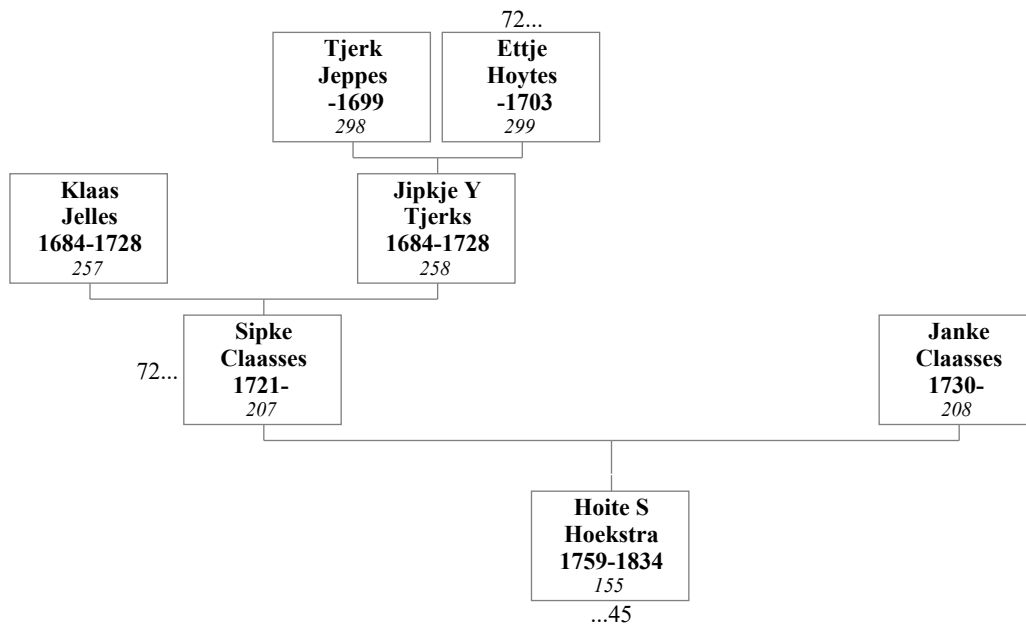 72...
Tjerk
Jeppes
-1699
298
Ettje
Hoytes
-1703
299
Klaas
Jelles
1684-1728
257
Jipkje Y
Tjerks
1684-1728
258
72...
Sipke
Claasses
1721-
207
Janke
Claasses
1730-
208
Hoite S
Hoekstra
1759-1834
155
...45